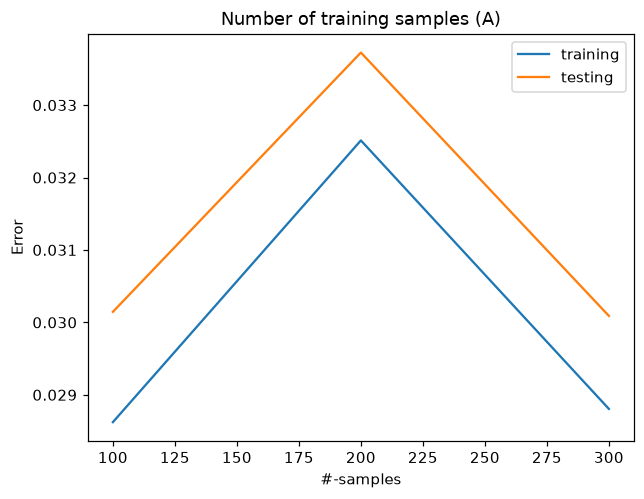 Number of training samples (A)
training
testing
Error
0.033
0.032
0.031
0.030
0.029
100 125 150 175 200 225 250 275 300
#-samples